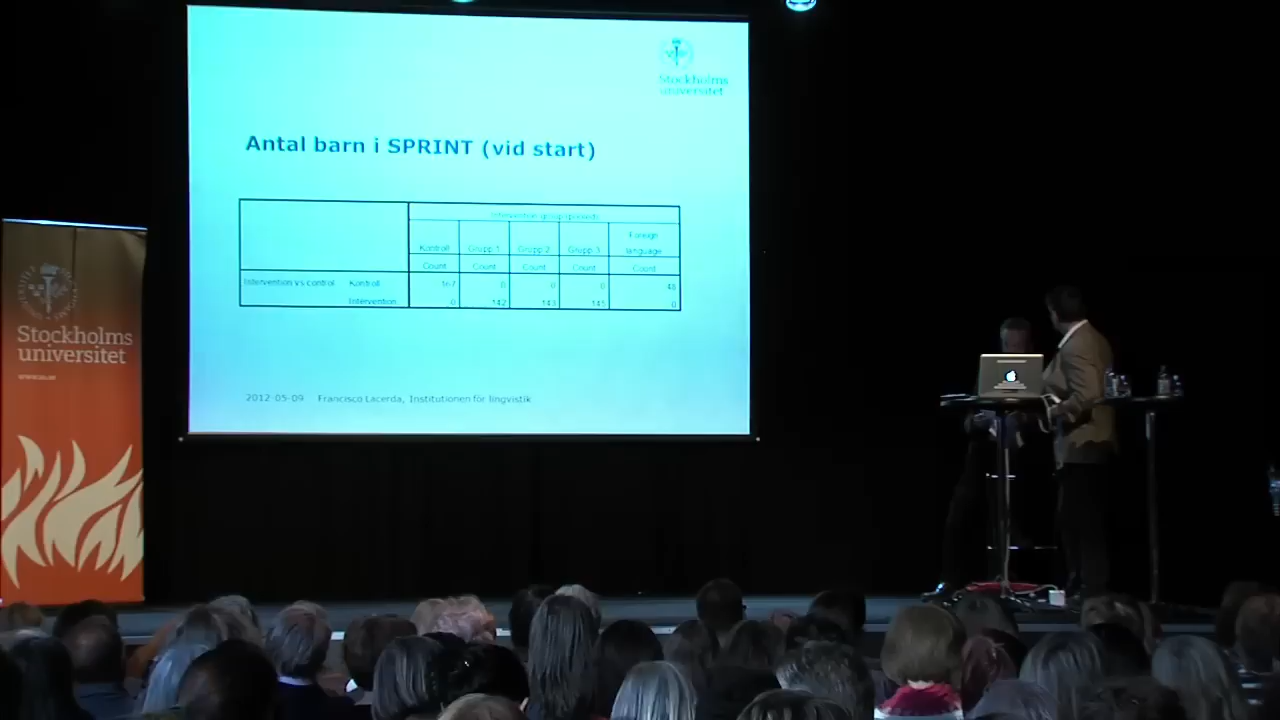 Stockholms
universitet
Antal barn i SPRINT (vid start)
Kontroll Grupp 1 Grupp 2 Grupp 3 language
Count Count Count Count Count
Intervention vs control Kontroll 167 0 0 0 48
Intervention 0 142 143 145 0
2012-05-09 Francisco Lacerda, Institutionen för lingvistik
Stockholms
universitet